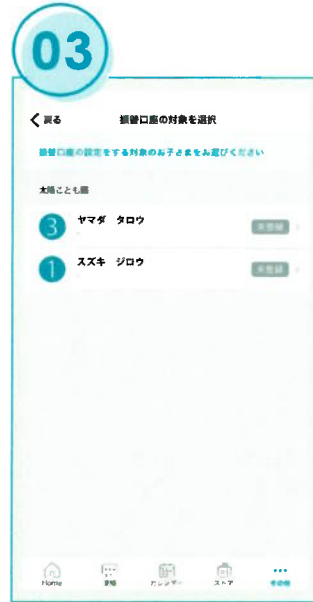 03
戻る 振替口座の対象を選択
振替口座の設定をする対象のお子さまをお選びください
太陽こども園
3 ヤマダ タロウ 未登録
1 スズキ ジロウ 未登録
Home 連絡 カレンダー ストア その他